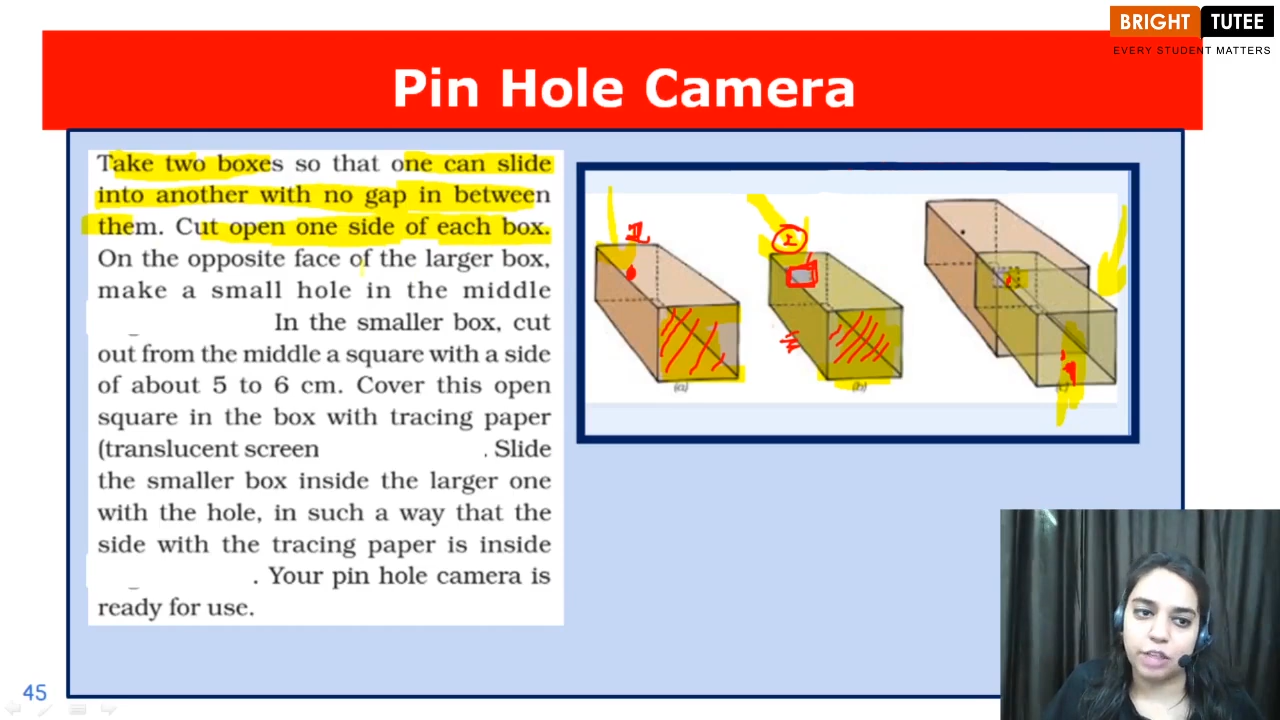 BRIGHT TUTEE
EVERY STUDENT MATTERS
Pin Hole Camera
Take two boxes so that one can slide
into another with no gap in between
them. Cut open one side of each box.
On the opposite face of the larger box,
make a small hole in the middle
In the smaller box, cut
out from the middle a square with a side
of about 5 to 6 cm. Cover this open
square in the box with tracing paper
(translucent screen . Slide
the smaller box inside the larger one
with the hole, in such a way that the
side with the tracing paper is inside
. Your pin hole camera is
ready for use.
(a)
(b)
(c)
45